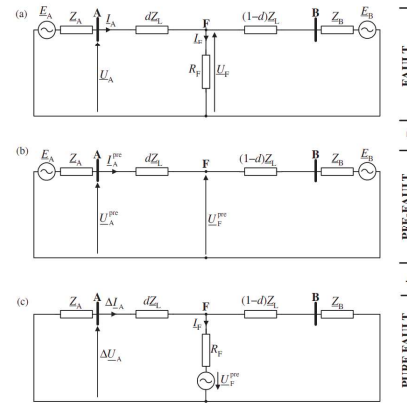 (a) E_A Z_A A I_A dZ_L F (1–d)Z_L B Z_B E_B
I_F
U_A R_F U_F
FAULT
(b) E_A Z_A A I_A^pre dZ_L F (1–d)Z_L B Z_B E_B
U_A^pre U_F^pre
PRE-FAULT
(c) Z_A A ΔI_A dZ_L F (1–d)Z_L B Z_B
I_F
ΔU_A R_F
U_F^pre
PURE FAULT